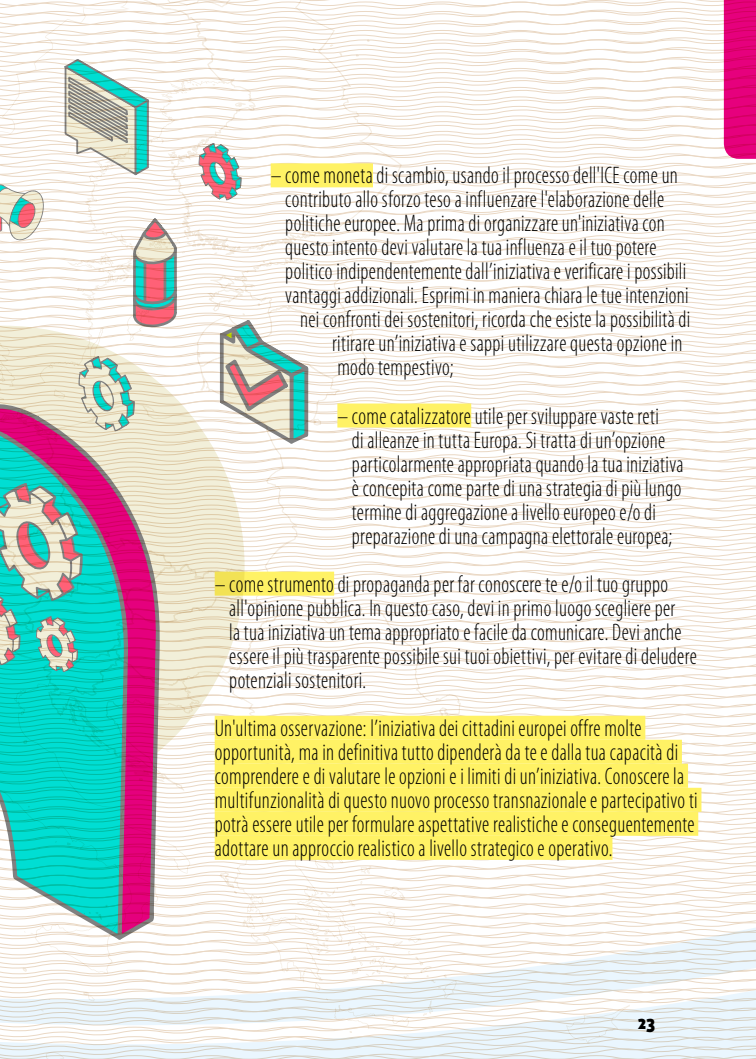 – come moneta di scambio, usando il processo dell'ICE come un
contributo allo sforzo teso a influenzare l'elaborazione delle
politiche europee. Ma prima di organizzare un'iniziativa con
questo intento devi valutare la tua influenza e il tuo potere
politico indipendentemente dall’iniziativa e verificare i possibili
vantaggi addizionali. Esprimi in maniera chiara le tue intenzioni
nei confronti dei sostenitori, ricorda che esiste la possibilità di
ritirare un’iniziativa e sappi utilizzare questa opzione in
modo tempestivo;
– come catalizzatore utile per sviluppare vaste reti
di alleanze in tutta Europa. Si tratta di un’opzione
particolarmente appropriata quando la tua iniziativa
è concepita come parte di una strategia di più lungo
termine di aggregazione a livello europeo e/o di
preparazione di una campagna elettorale europea;
– come strumento di propaganda per far conoscere te e/o il tuo gruppo
all'opinione pubblica. In questo caso, devi in primo luogo scegliere per
la tua iniziativa un tema appropriato e facile da comunicare. Devi anche
essere il più trasparente possibile sui tuoi obiettivi, per evitare di deludere
potenziali sostenitori.
Un'ultima osservazione: l’iniziativa dei cittadini europei offre molte
opportunità, ma in definitiva tutto dipenderà da te e dalla tua capacità di
comprendere e di valutare le opzioni e i limiti di un’iniziativa. Conoscere la
multifunzionalità di questo nuovo processo transnazionale e partecipativo ti
potrà essere utile per formulare aspettative realistiche e conseguentemente
adottare un approccio realistico a livello strategico e operativo.
23